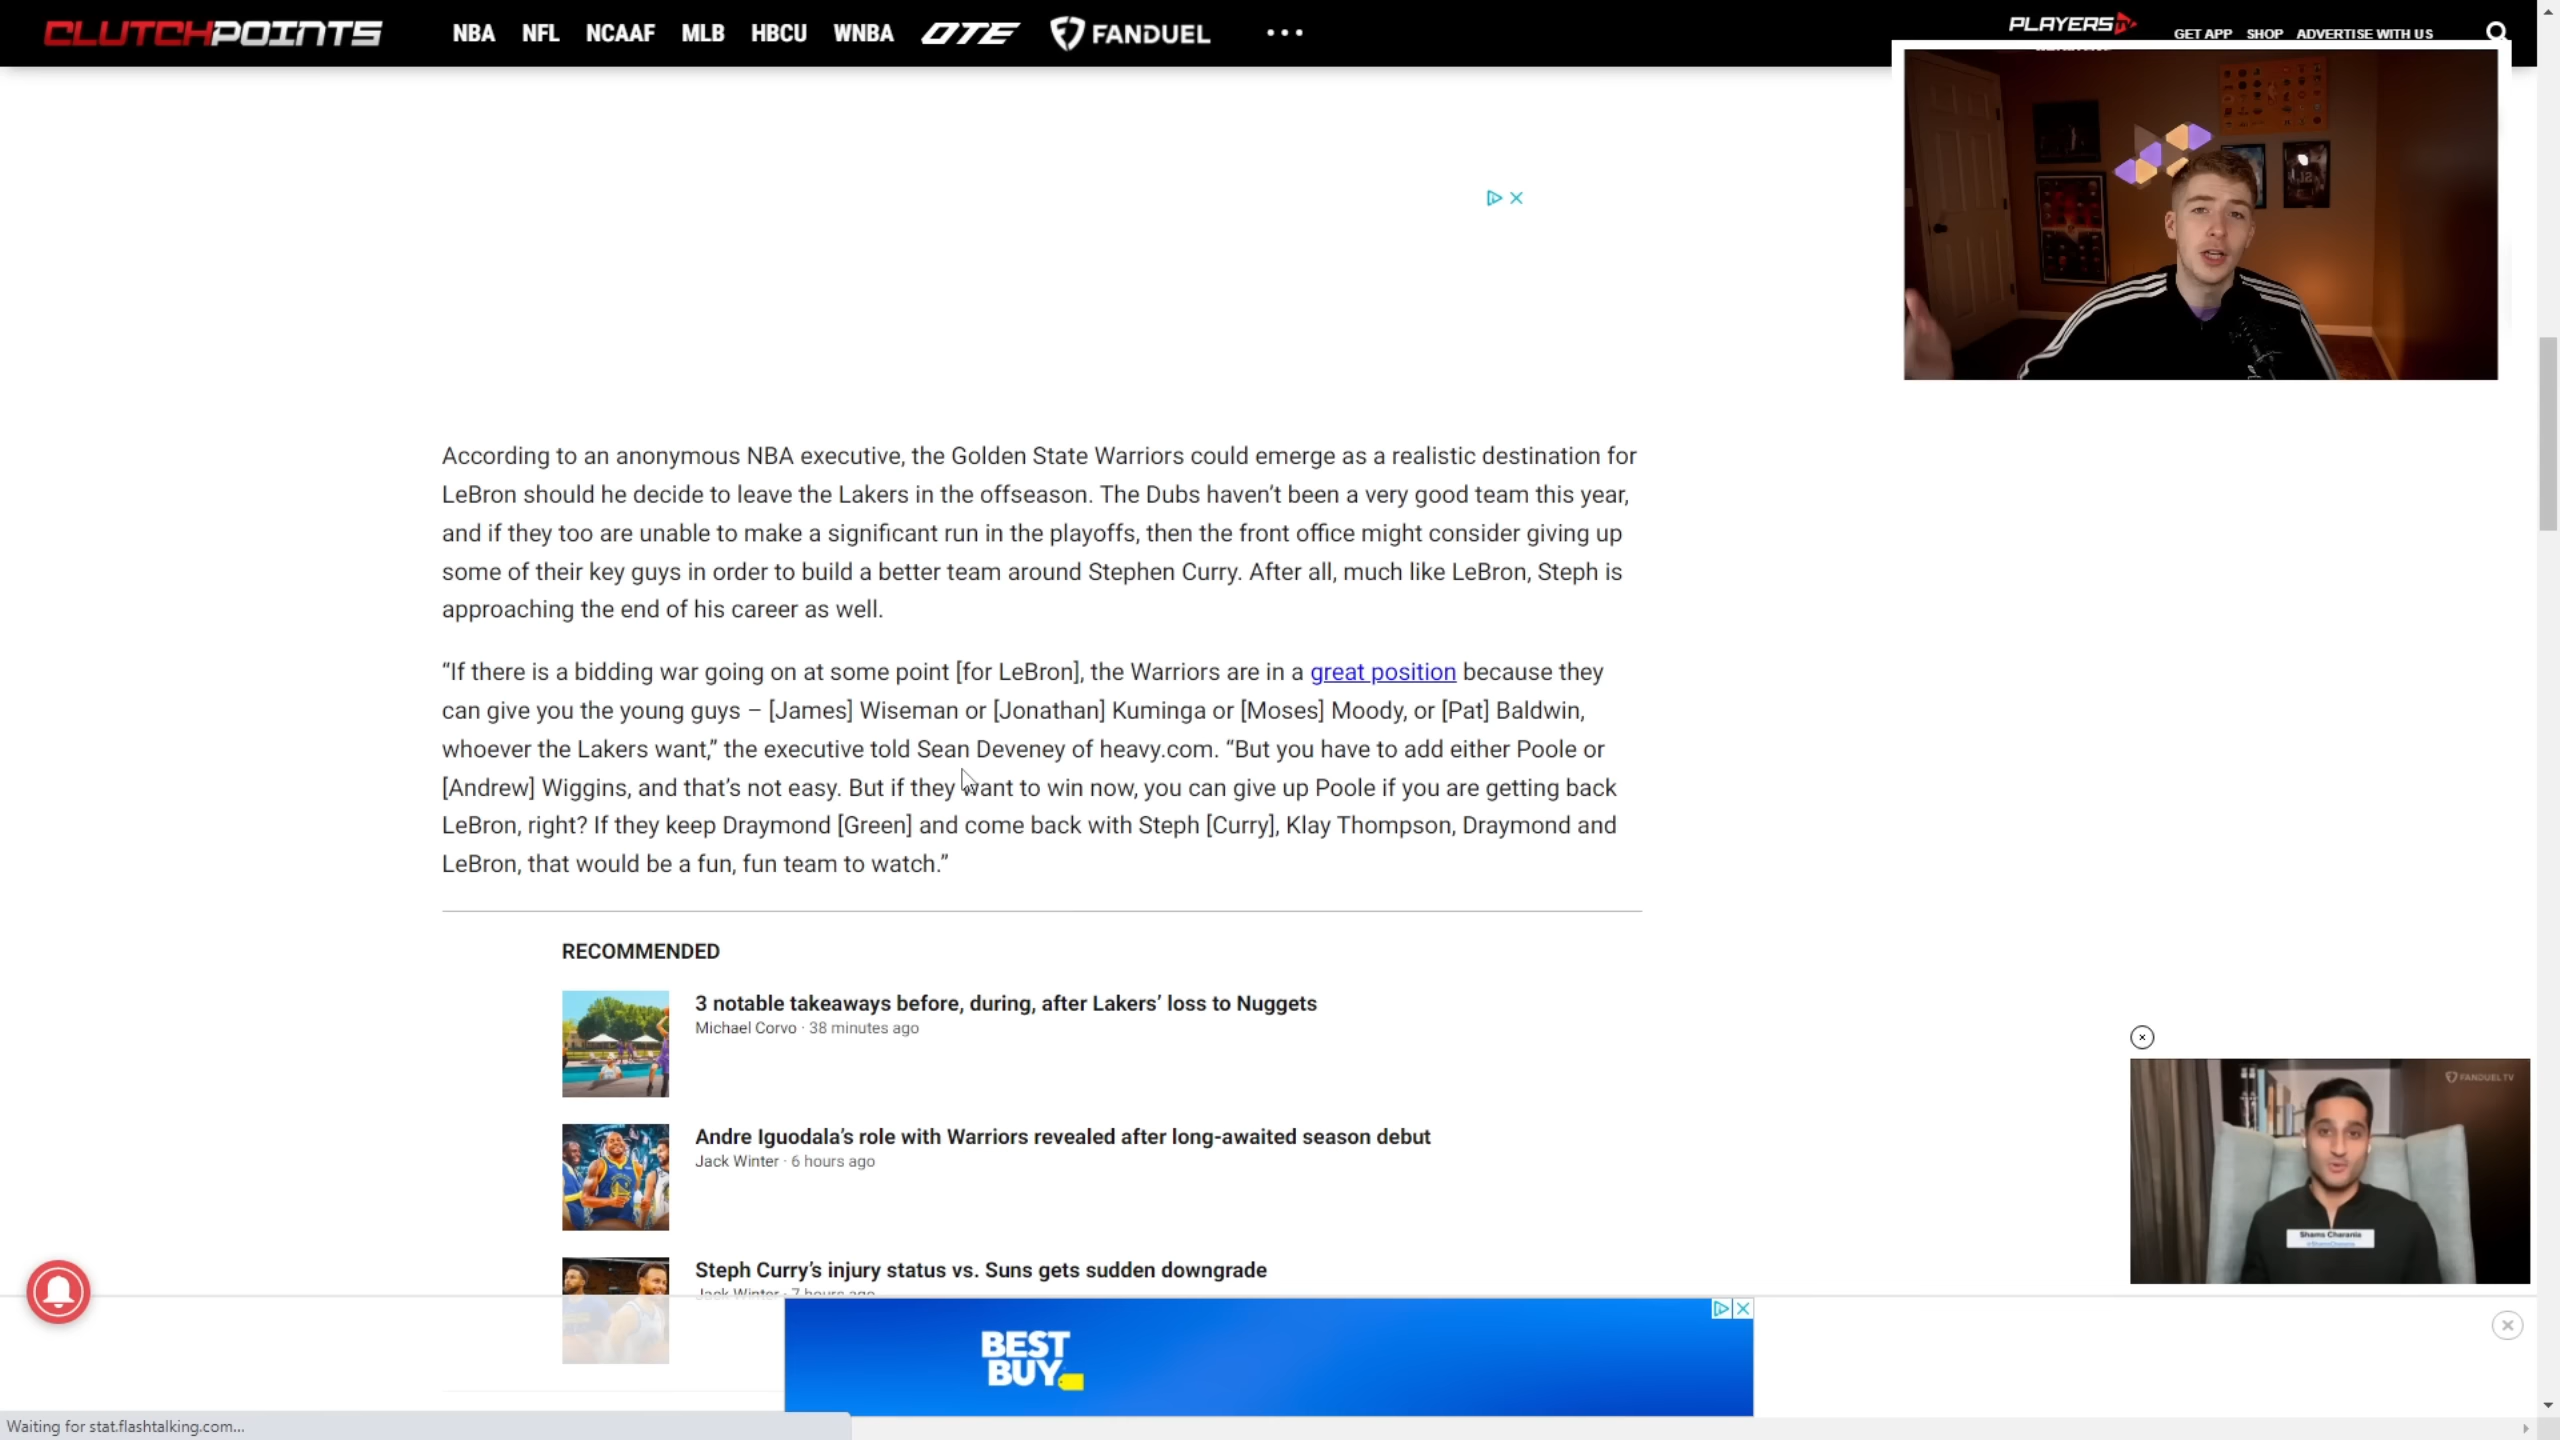 CLUTCHPOINTS NBA NFL NCAAF MLB HBCU WNBA OTE FANDUEL ••• PLAYERS GET APP SHOP ADVERTISE WITH US
According to an anonymous NBA executive, the Golden State Warriors could emerge as a realistic destination for
LeBron should he decide to leave the Lakers in the offseason. The Dubs haven’t been a very good team this year,
and if they too are unable to make a significant run in the playoffs, then the front office might consider giving up
some of their key guys in order to build a better team around Stephen Curry. After all, much like LeBron, Steph is
approaching the end of his career as well.
“If there is a bidding war going on at some point [for LeBron], the Warriors are in a great position because they
can give you the young guys – [James] Wiseman or [Jonathan] Kuminga or [Moses] Moody, or [Pat] Baldwin,
whoever the Lakers want,” the executive told Sean Deveney of heavy.com. “But you have to add either Poole or
[Andrew] Wiggins, and that’s not easy. But if they want to win now, you can give up Poole if you are getting back
LeBron, right? If they keep Draymond [Green] and come back with Steph [Curry], Klay Thompson, Draymond and
LeBron, that would be a fun, fun team to watch.”
RECOMMENDED
3 notable takeaways before, during, after Lakers’ loss to Nuggets
Michael Corvo · 38 minutes ago
Andre Iguodala’s role with Warriors revealed after long-awaited season debut
Jack Winter · 6 hours ago
Steph Curry’s injury status vs. Suns gets sudden downgrade
Jack Winter · 7 hours ago
FANDUEL TV
Shams Charania
@ShamsCharania
BEST
BUY
Waiting for stat.flashtalking.com...